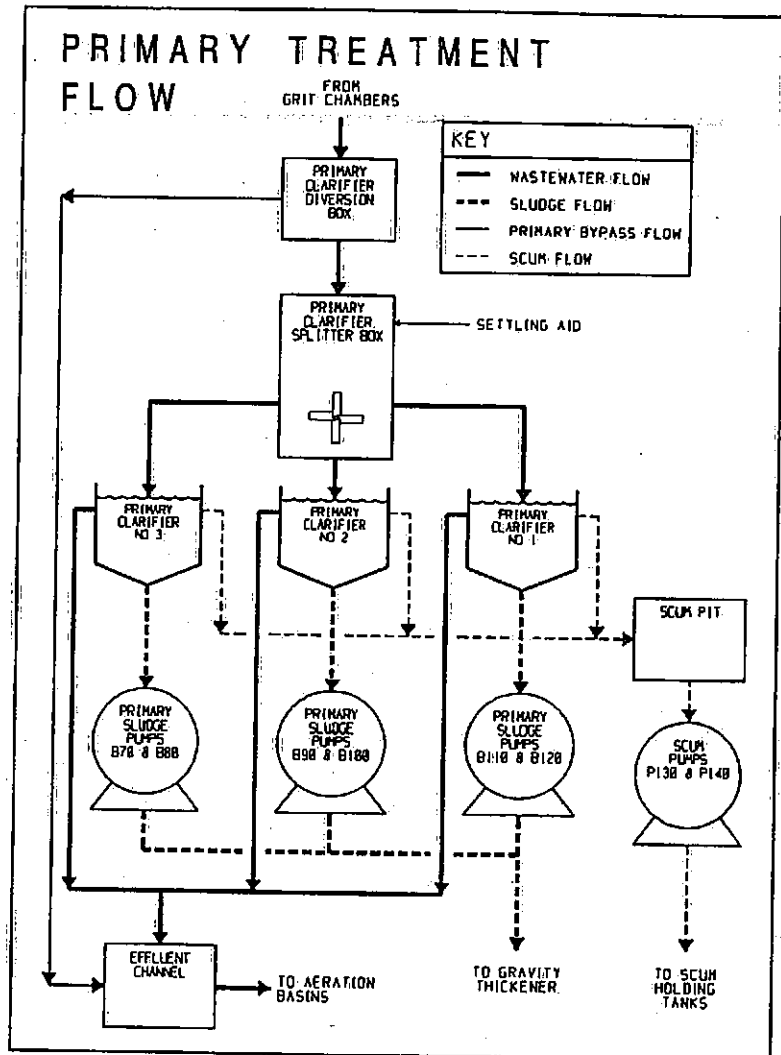 PRIMARY TREATMENT
FLOW
FROM
GRIT CHAMBERS
KEY
WASTEWATER FLOW
SLUDGE FLOW
PRIMARY BYPASS FLOW
SCUM FLOW
PRIMARY
CLARIFIER
DIVERSION
BOX
PRIMARY
CLARIFIER
SPLITTER BOX
SETTLING AID
PRIMARY
CLARIFIER
NO 3
PRIMARY
CLARIFIER
NO 2
PRIMARY
CLARIFIER
NO 1
SCUM PIT
PRIMARY
SLUDGE
PUMPS
B70 & B80
PRIMARY
SLUDGE
PUMPS
B90 & B100
PRIMARY
SLUDGE
PUMPS
B110 & B120
SCUM
PUMPS
P130 & P140
EFFLUENT
CHANNEL
TO AERATION
BASINS
TO GRAVITY
THICKENER
TO SCUM
HOLDING
TANKS